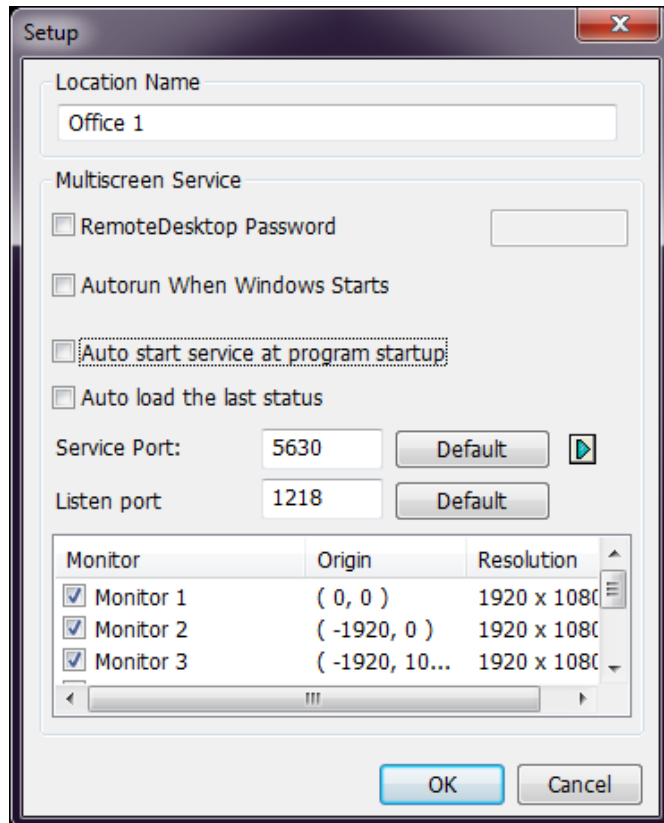 Setup
Location Name
Office 1
Multiscreen Service
RemoteDesktop Password
Autorun When Windows Starts
Auto start service at program startup
Auto load the last status
Service Port: 5630 Default
Listen port 1218 Default
Monitor Origin Resolution
Monitor 1 ( 0, 0 ) 1920 x 1080
Monitor 2 ( -1920, 0 ) 1920 x 1080
Monitor 3 ( -1920, 10... 1920 x 1080
OK Cancel